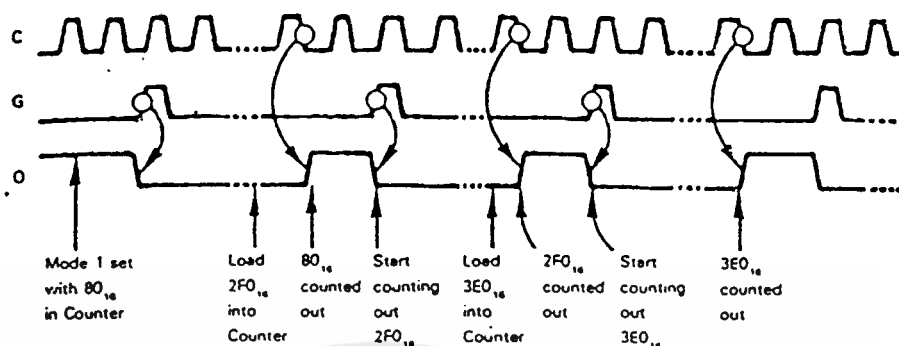 C
G
O
Mode 1 set
with 80₁₆
in Counter
Load
2F0₁₆
into
Counter
80₁₆
counted
out
Start
counting
out
2F0₁₆
Load
3E0₁₆
into
Counter
2F0₁₆
counted
out
Start
counting
out
3E0₁₆
3E0₁₆
counted
out